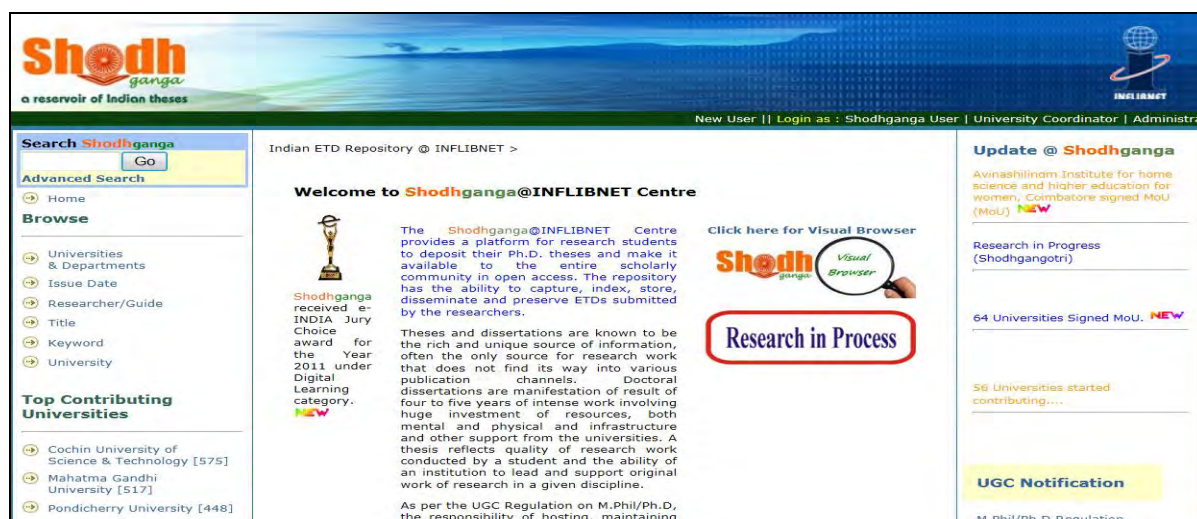 Shodh
ganga
a reservoir of Indian theses
INFLIBNET
New User || Login as : Shodhganga User | University Coordinator | Administra
Search Shodhganga
Go
Advanced Search
Home
Browse
Universities
& Departments
Issue Date
Researcher/Guide
Title
Keyword
University
Top Contributing
Universities
Cochin University of
Science & Technology [575]
Mahatma Gandhi
University [517]
Pondicherry University [448]
Indian ETD Repository @ INFLIBNET >
Welcome to Shodhganga@INFLIBNET Centre
Shodhganga
received e-
INDIA Jury
Choice
award for
the Year
2011 under
Digital
Learning
category.
NEW
The Shodhganga@INFLIBNET Centre
provides a platform for research students
to deposit their Ph.D. theses and make it
available to the entire scholarly
community in open access. The repository
has the ability to capture, index, store,
disseminate and preserve ETDs submitted
by the researchers.
Theses and dissertations are known to be
the rich and unique source of information,
often the only source for research work
that does not find its way into various
publication channels. Doctoral
dissertations are manifestation of result of
four to five years of intense work involving
huge investment of resources, both
mental and physical and infrastructure
and other support from the universities. A
thesis reflects quality of research work
conducted by a student and the ability of
an institution to lead and support original
work of research in a given discipline.
As per the UGC Regulation on M.Phil/Ph.D,
the responsibility of hosting, maintaining
Click here for Visual Browser
Shodh
ganga
Visual
Browser
Research in Process
Update @ Shodhganga
Avinashilingm Institute for home
science and higher education for
women, Coimbatore signed MoU
(MoU) NEW
Research in Progress
(Shodhgangotri)
64 Universities Signed MoU. NEW
56 Universities started
contributing....
UGC Notification
M.Phil/Ph.D Regulation